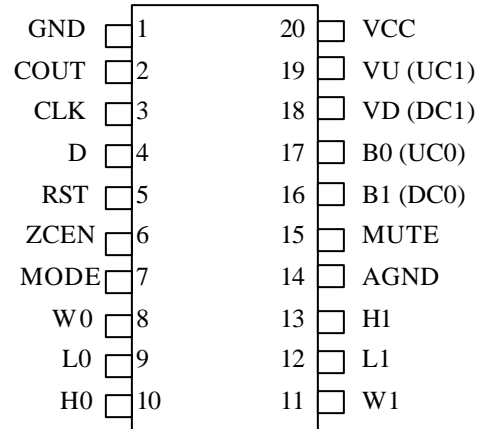 GND 1 20 VCC
COUT 2 19 VU (UC1)
CLK 3 18 VD (DC1)
D 4 17 B0 (UC0)
RST 5 16 B1 (DC0)
ZCEN 6 15 MUTE
MODE 7 14 AGND
W0 8 13 H1
L0 9 12 L1
H0 10 11 W1